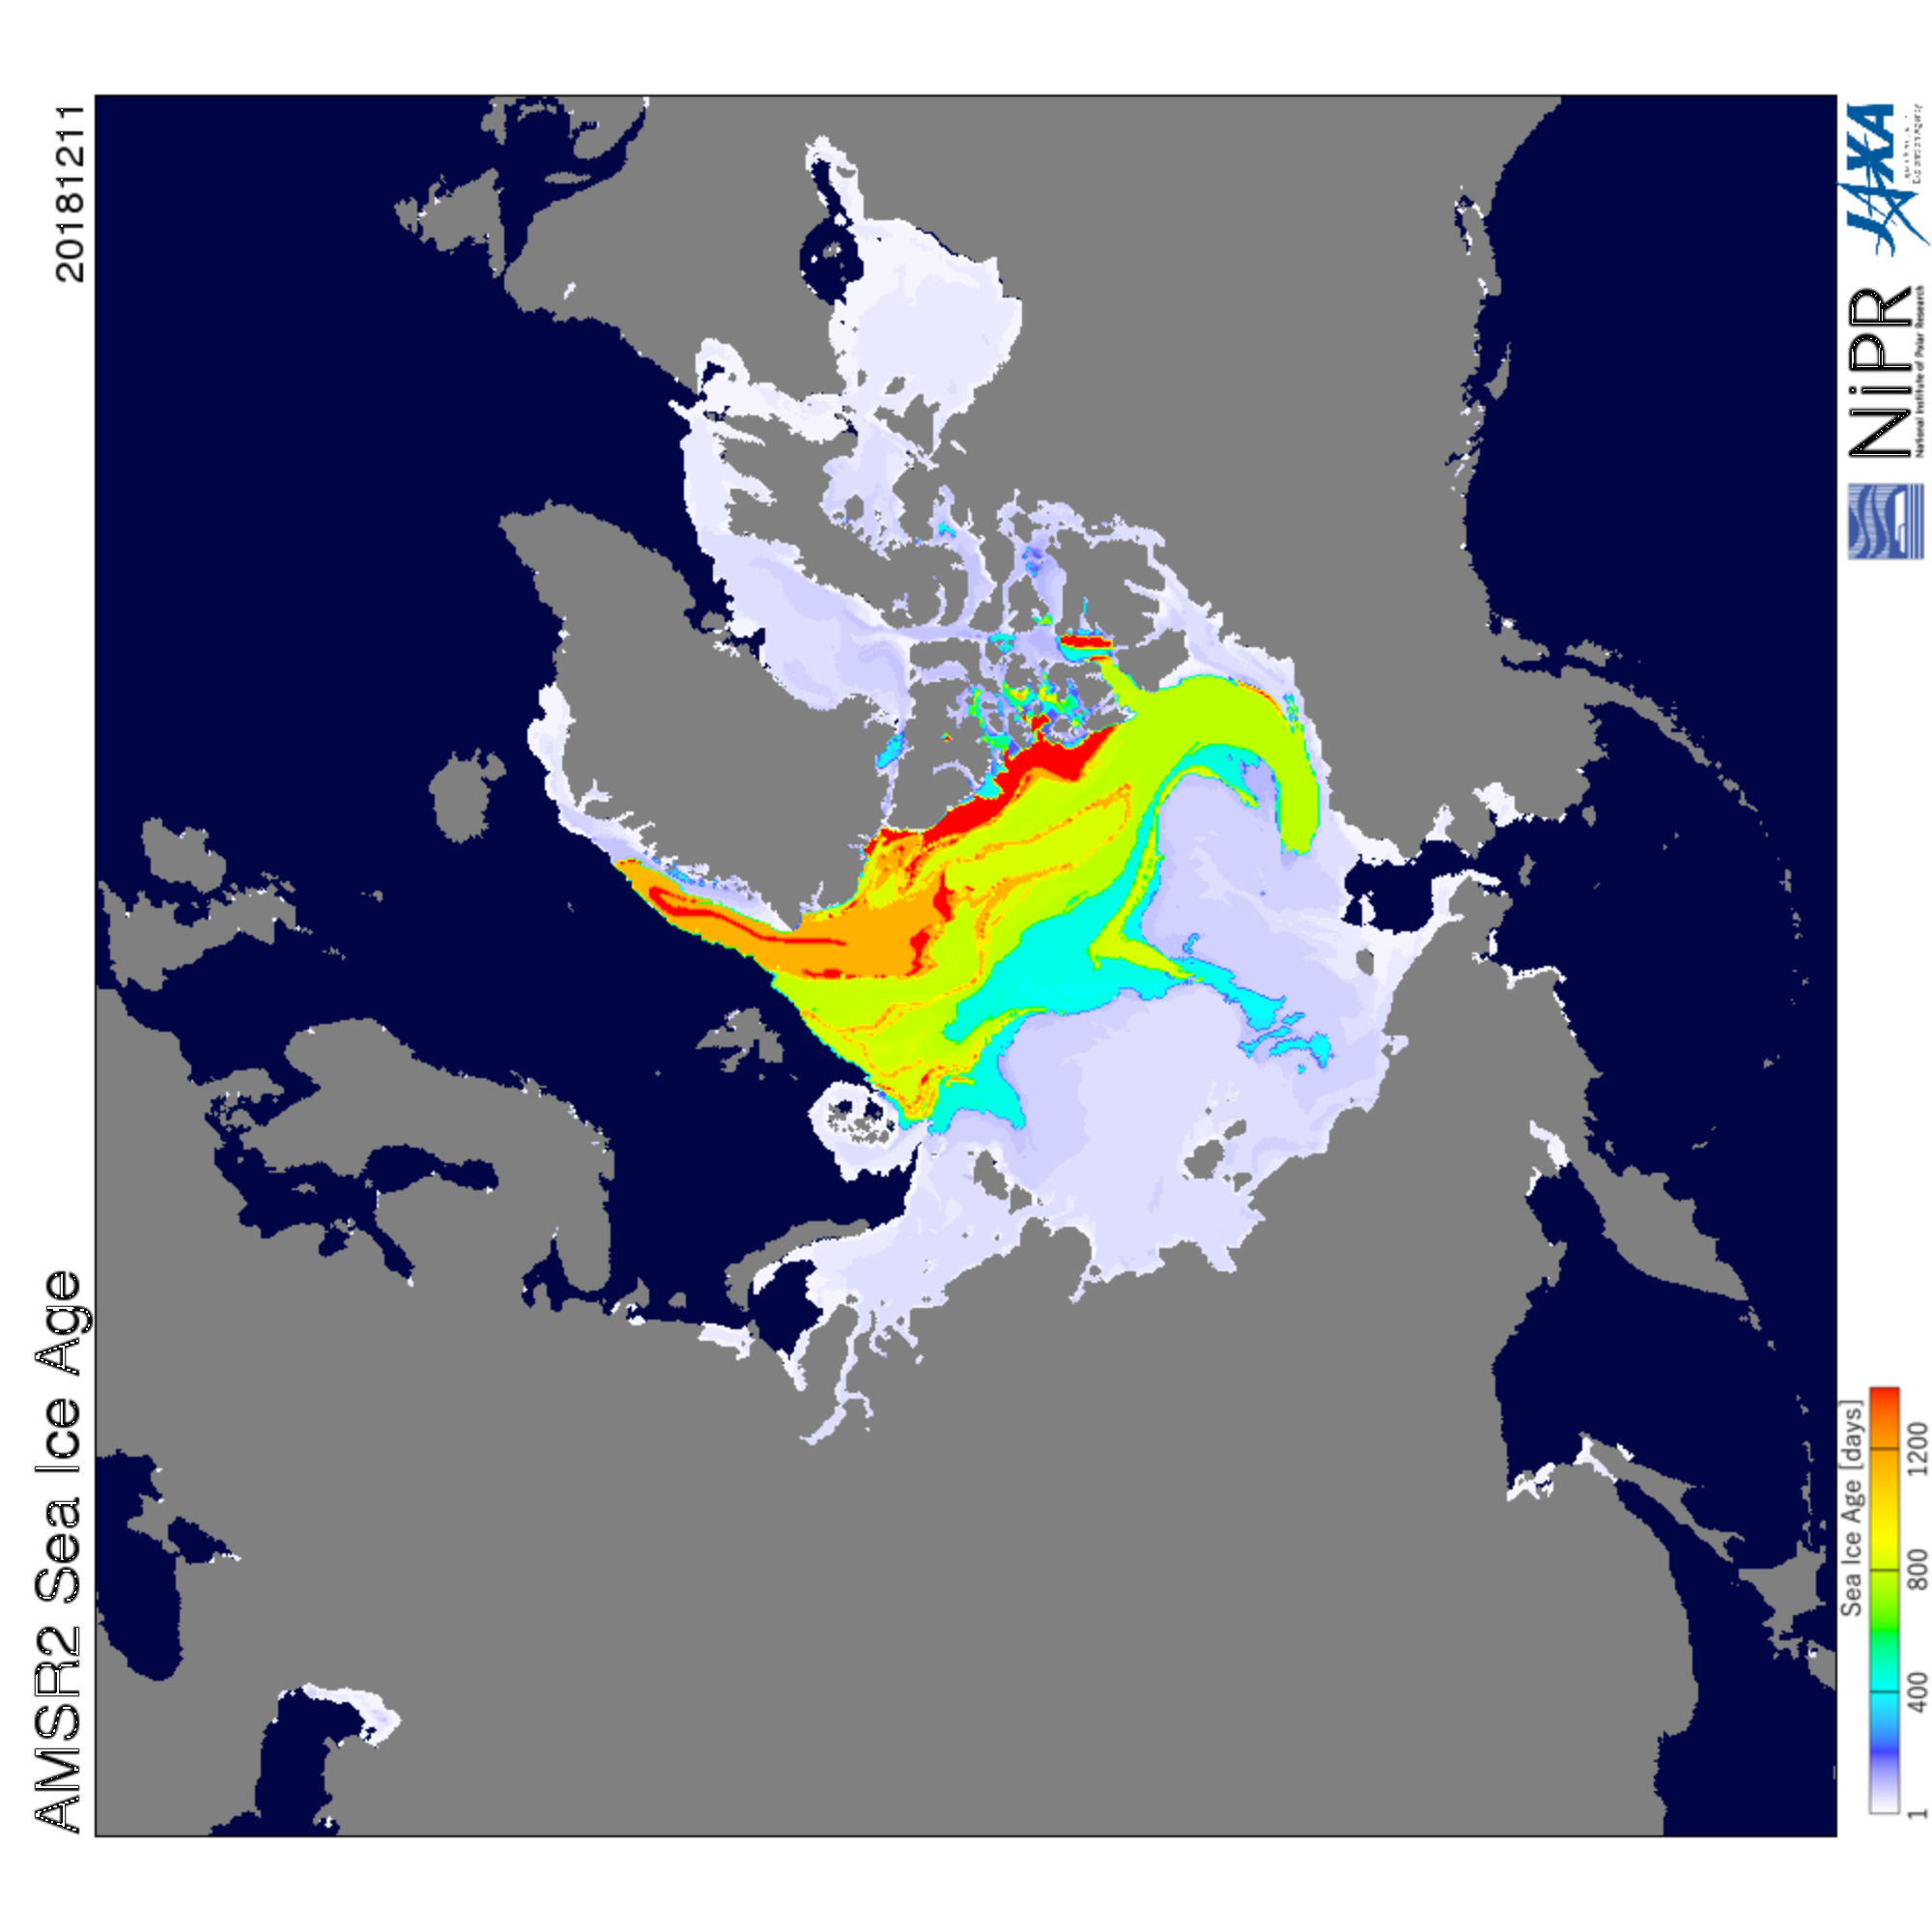 AMSR2 Sea Ice Age
20181211
Sea Ice Age [days]
1 400 800 1200
NiPR
National Institute of Polar Research
JAXA